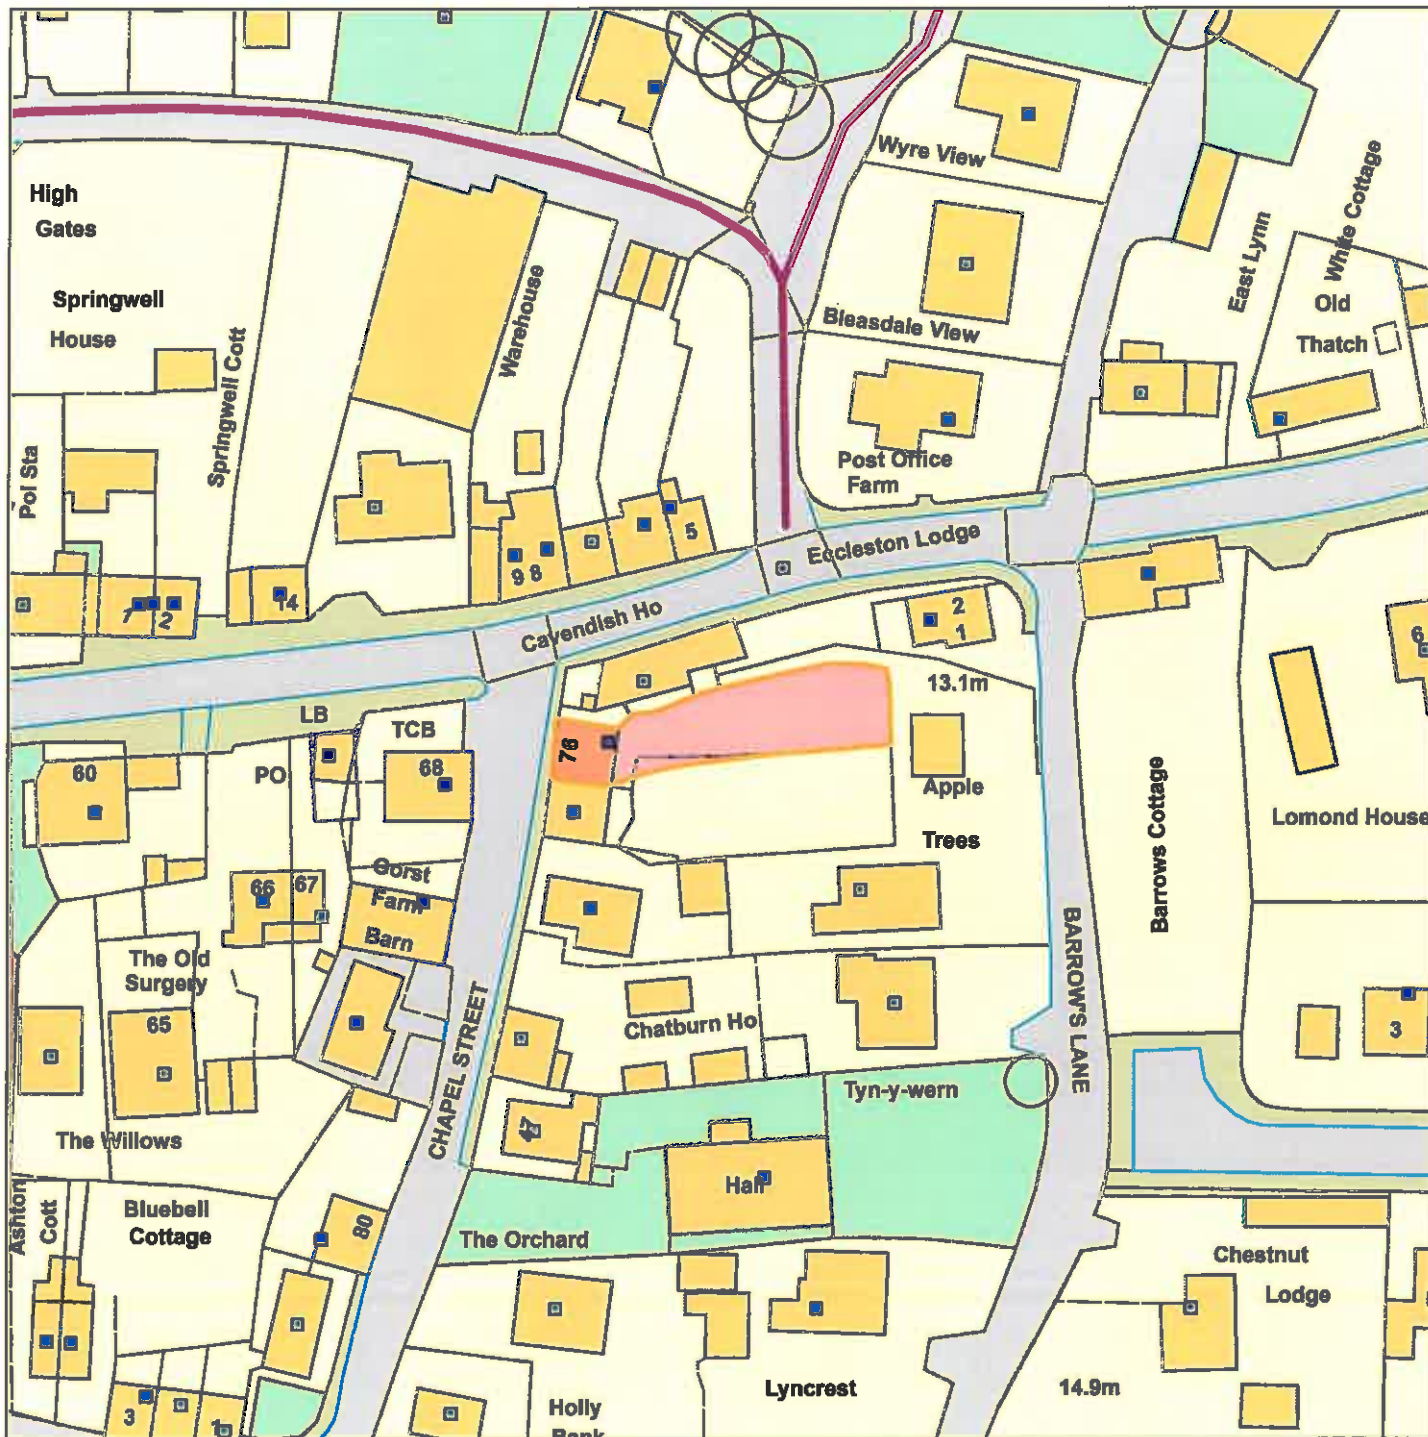 High
Gates
Springwell
House
Springwell Cott
Pol Sta
Warehouse
Wyre View
Bleasdale View
Post Office
Farm
East Lynn
White Cottage
Old
Thatch
Eccleston Lodge
Cavendish Ho
9 8
5
14
1
2
2
1
13.1m
LB
TCB
PO
60
68
76
Apple
Trees
Barrows Cottage
Lomond House
6
66
67
Gorst
Farm
Barn
The Old
Surgery
65
The Willows
CHAPEL STREET
Chatburn Ho
BARROW'S LANE
3
Tyn-y-wern
47
Hall
The Orchard
Ashton
Cott
Bluebell
Cottage
80
Chestnut
Lodge
Lyncrest
14.9m
Holly
Bank
3
1